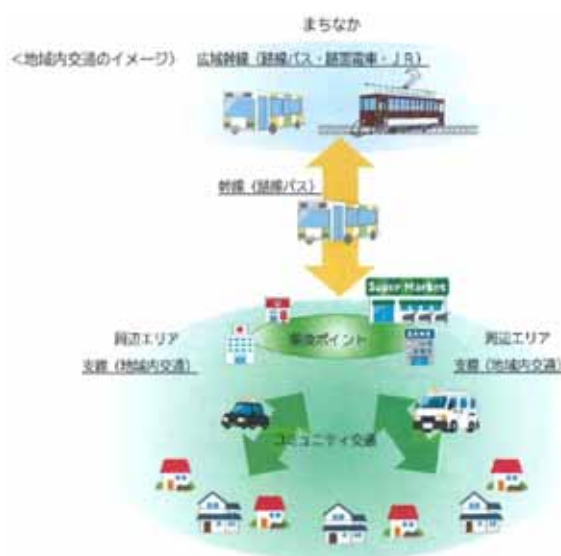 まちなか
<地域内交通のイメージ>
広域幹線(路線バス・路面電車・JR)
幹線(路線バス)
Super Market
周辺エリア
支線(地域内交通)
ポイント
周辺エリア
支線(地域内交通)
コミュニティ交通